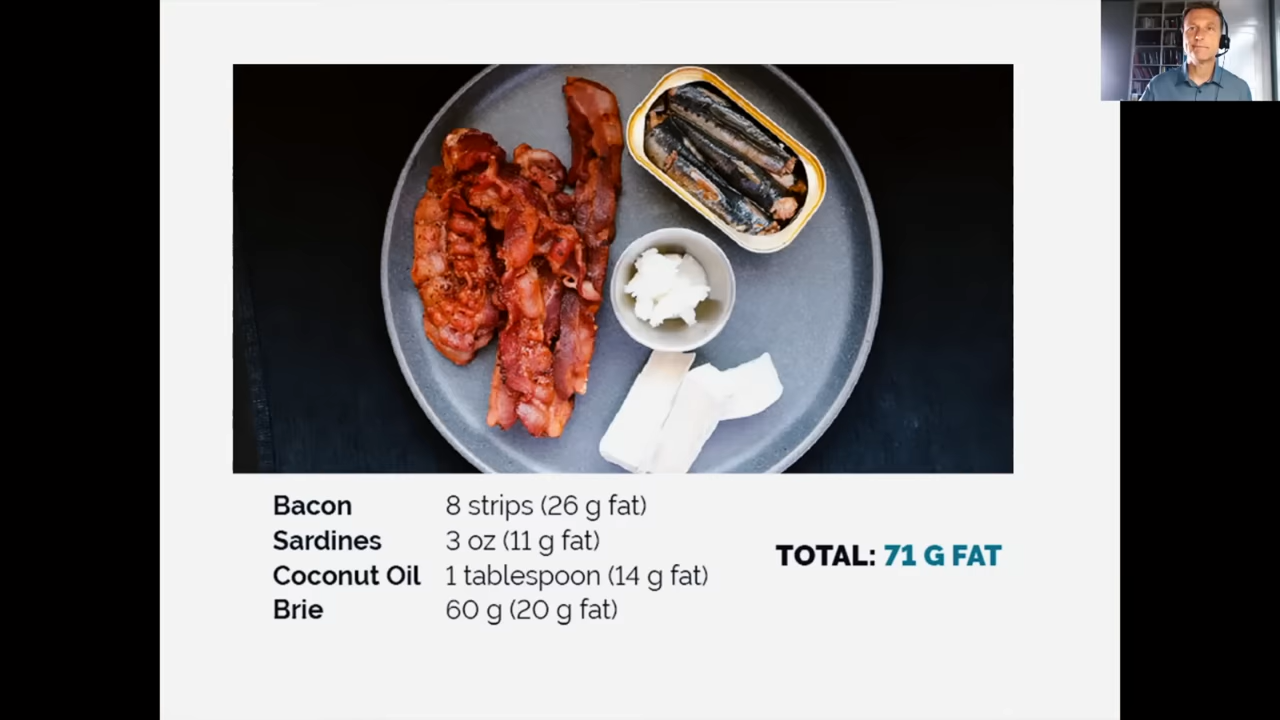 Bacon 8 strips (26 g fat)
Sardines 3 oz (11 g fat)
Coconut Oil 1 tablespoon (14 g fat)
Brie 60 g (20 g fat)
TOTAL: 71 G FAT